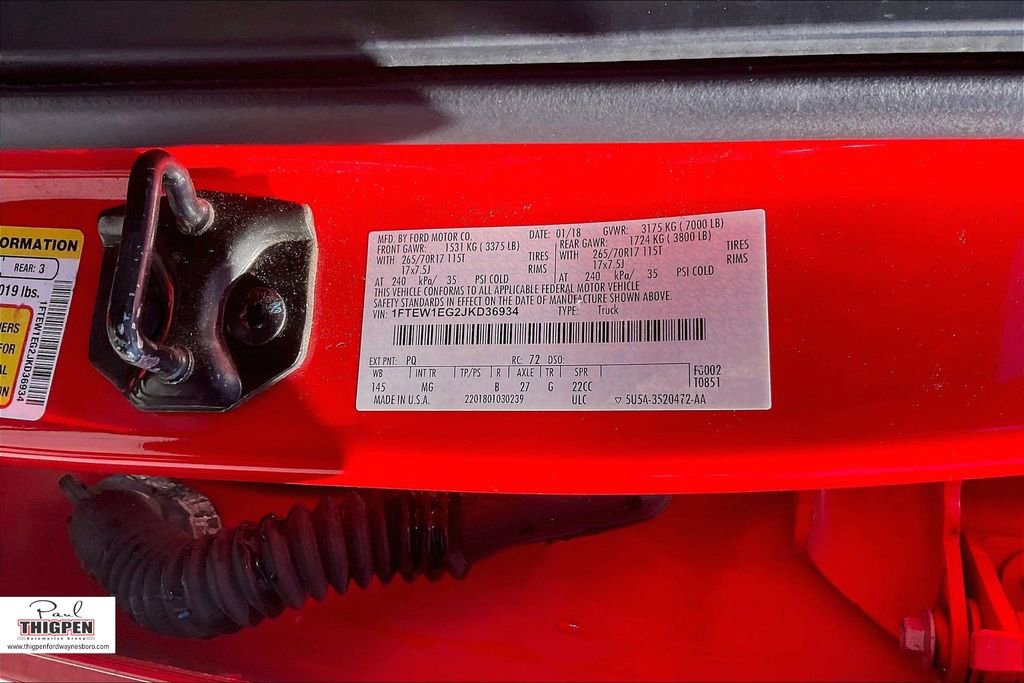 ORMATION
REAR: 3
019 lbs.
ERS
FOR
AL
ON
1FTEW1EG2JKD36934
MFD. BY FORD MOTOR CO. DATE: 01/18 GVWR: 3175 KG ( 7000 LB)
FRONT GAWR: 1531 KG ( 3375 LB) REAR GAWR: 1724 KG ( 3800 LB)
WITH 265/70R17 115T TIRES WITH 265/70R17 115T TIRES
17x7.5J RIMS 17x7.5J RIMS
AT 240 kPa/ 35 PSI COLD AT 240 kPa/ 35 PSI COLD
THIS VEHICLE CONFORMS TO ALL APPLICABLE FEDERAL MOTOR VEHICLE
SAFETY STANDARDS IN EFFECT ON THE DATE OF MANUFACTURE SHOWN ABOVE.
VIN: 1FTEW1EG2JKD36934 TYPE: Truck
EXT PNT: PQ RC: 72 DSO:
WB INT TR TP/PS R AXLE TR SPR
145 MG B 27 G 22CC
F0002
T0851
MADE IN U.S.A. 2201801030239 ULC ▽ 5U5A-3520472-AA
Paul
THIGPEN
Automotive Group
www.thigpenfordwaynesboro.com